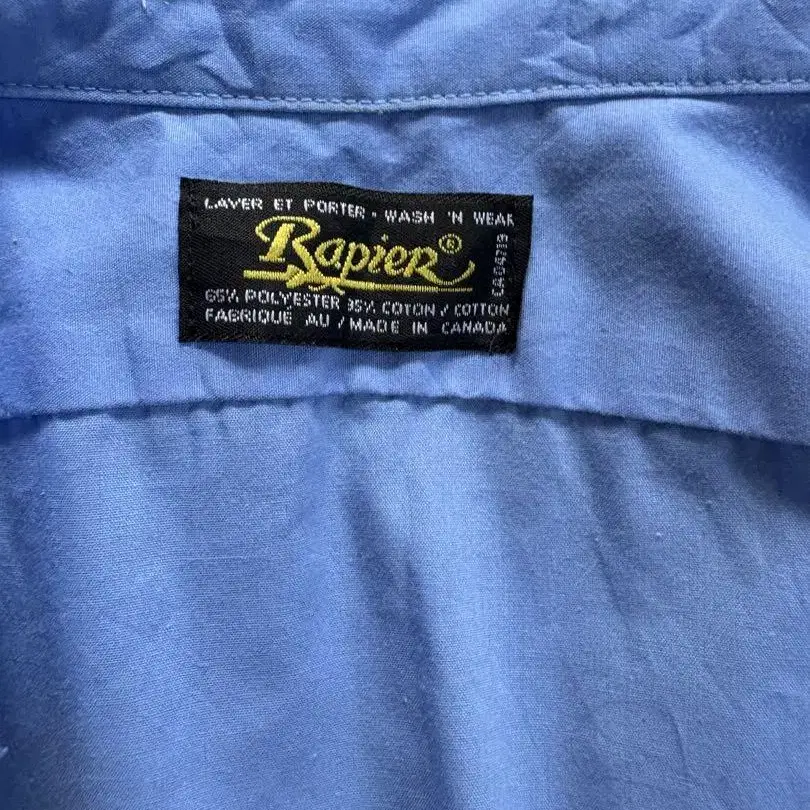 LAVER ET PORTER · WASH 'N WEAR
Rapier®
65% POLYESTER 35% COTON / COTTON
FABRIQUÉ AU / MADE IN CANADA